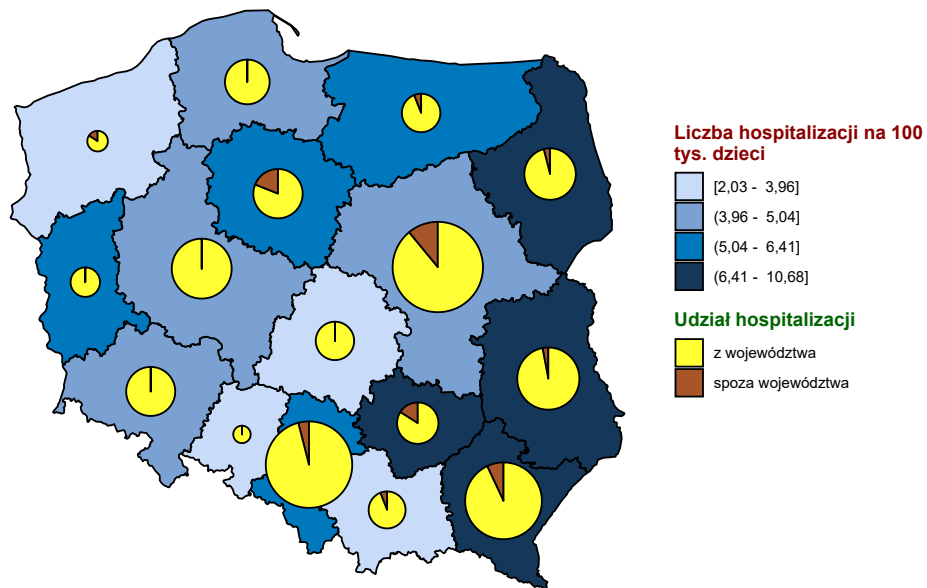 Liczba hospitalizacji na 100
tys. dzieci
[2,03 - 3,96]
(3,96 - 5,04]
(5,04 - 6,41]
(6,41 - 10,68]
Udział hospitalizacji
z województwa
spoza województwa